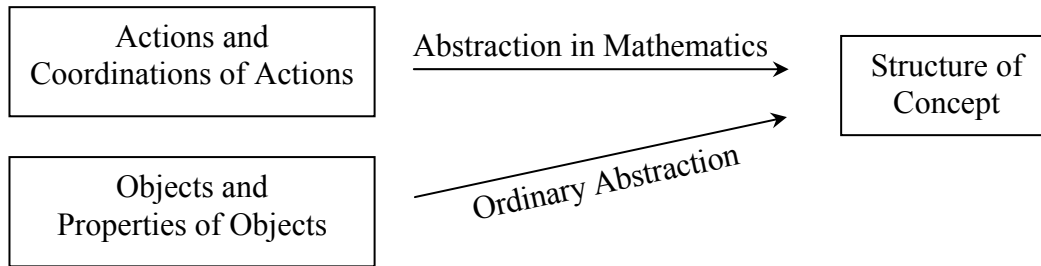 Actions and
Coordinations of Actions
Abstraction in Mathematics
Structure of
Concept
Objects and
Properties of Objects
Ordinary Abstraction